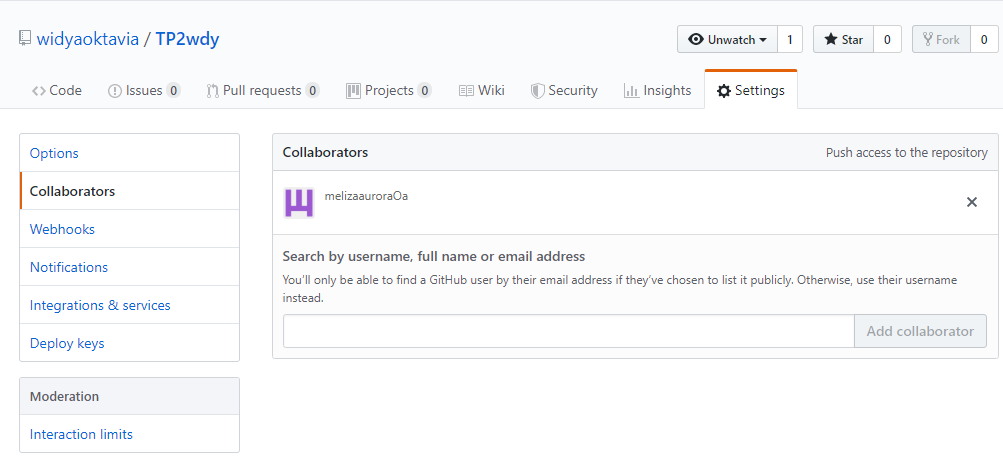 widyaoktavia / TP2wdy
Unwatch 1 Star 0 Fork 0
Code Issues 0 Pull requests 0 Projects 0 Wiki Security Insights Settings
Options
Collaborators
Webhooks
Notifications
Integrations & services
Deploy keys
Moderation
Interaction limits
Collaborators Push access to the repository
melizaauroraOa
Search by username, full name or email address
You'll only be able to find a GitHub user by their email address if they've chosen to list it publicly. Otherwise, use their username
instead.
Add collaborator